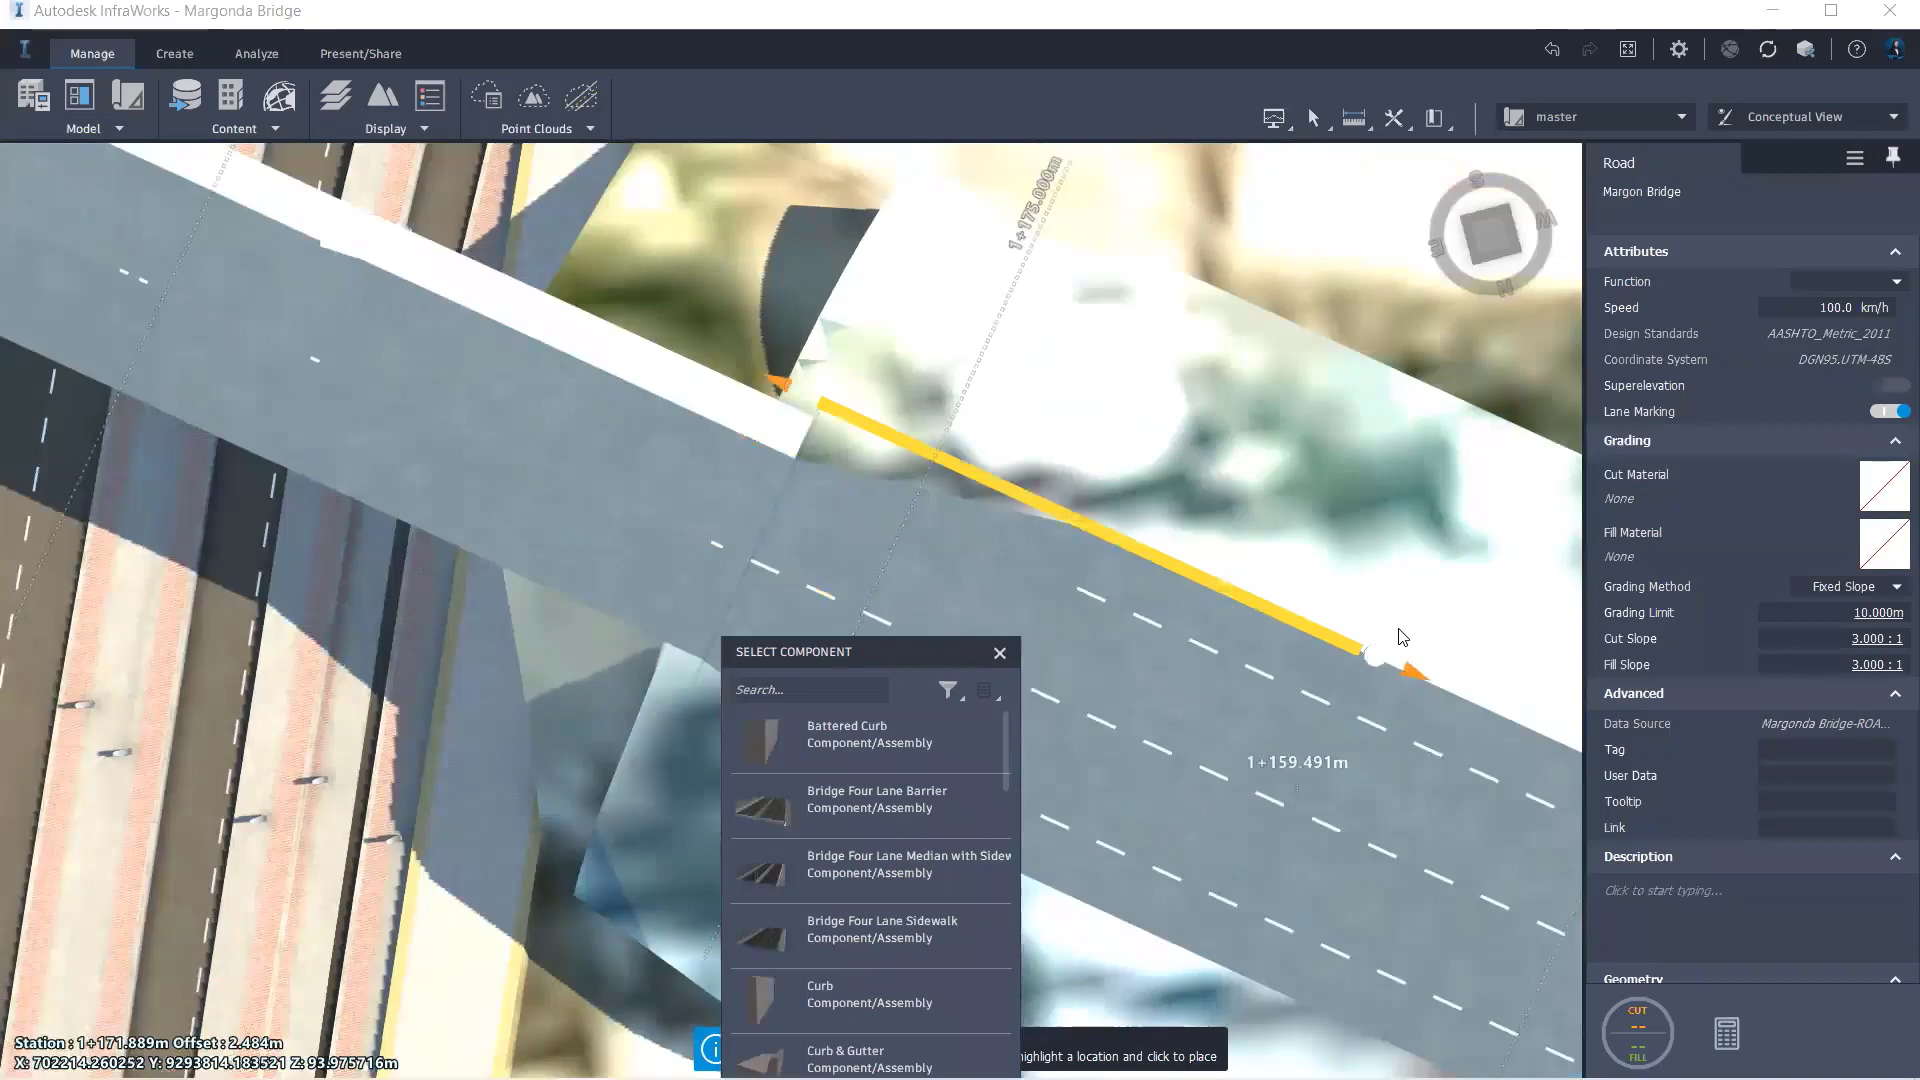 Autodesk InfraWorks - Margonda Bridge
Manage
Create
Analyze
Present/Share
Model
Content
Display
Point Clouds
master
Conceptual View
1+175.000m
S
W
E
N
1+159.491m
Road
Margon Bridge
Attributes
Function
Speed 100.0 km/h
Design Standards AASHTO_Metric_2011
Coordinate System DGN95.UTM-48S
Superelevation
Lane Marking
Grading
Cut Material
None
Fill Material
None
Grading Method Fixed Slope
Grading Limit 10.000m
Cut Slope 3.000 : 1
Fill Slope 3.000 : 1
Advanced
Data Source Margonda Bridge-ROA...
Tag
User Data
Tooltip
Link
Description
Click to start typing...
Geometry
CUT
--
--
FILL
SELECT COMPONENT
Search...
Battered Curb
Component/Assembly
Bridge Four Lane Barrier
Component/Assembly
Bridge Four Lane Median with Sidew
Component/Assembly
Bridge Four Lane Sidewalk
Component/Assembly
Curb
Component/Assembly
Curb & Gutter
Component/Assembly
highlight a location and click to place
Station : 1+171.889m Offset : 2.484m
X: 702214.260252 Y: 9293814.183521 Z: 93.975716m